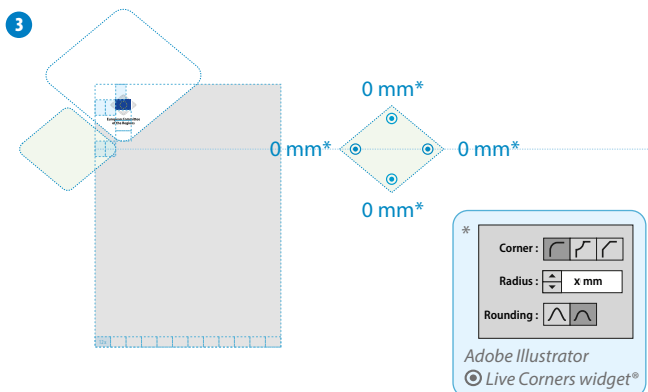 3
European Committee
of the Regions
0 mm*
0 mm*
0 mm*
0 mm*
*
Corner :
Radius :
x mm
Rounding :
Adobe Illustrator
Live Corners widget®